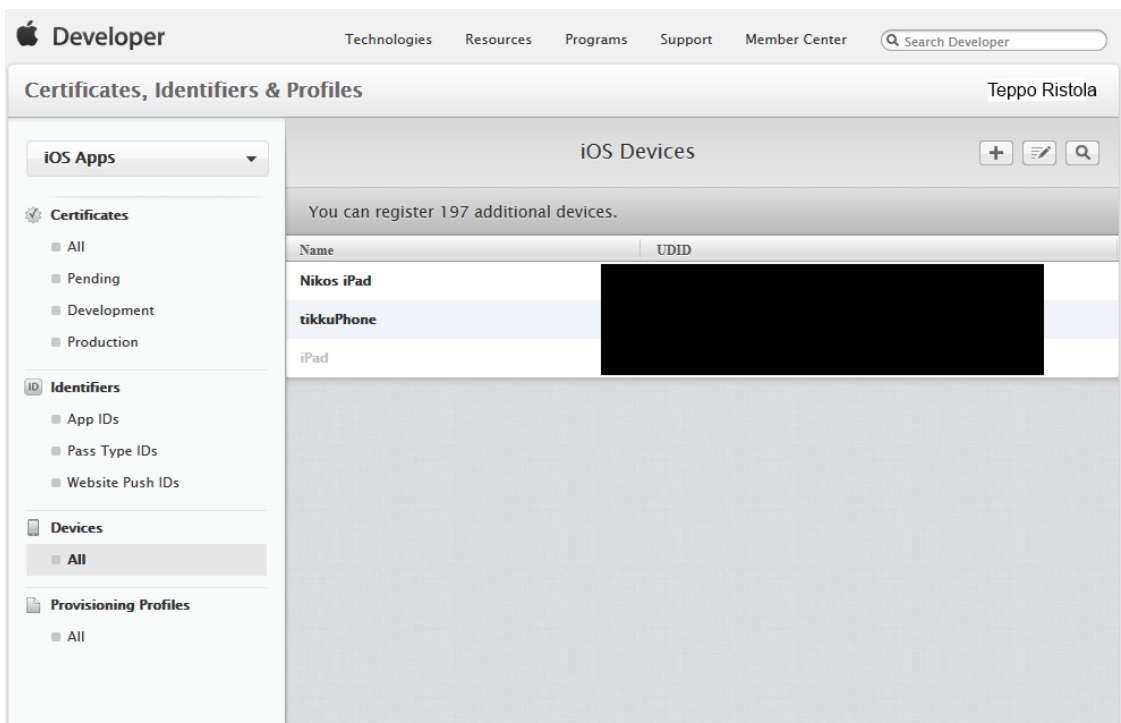 Developer
Technologies Resources Programs Support Member Center Search Developer
Certificates, Identifiers & Profiles Teppo Ristola
iOS Apps
iOS Devices
You can register 197 additional devices.
Name UDID
Nikos iPad
tikkuPhone
iPad
Certificates
All
Pending
Development
Production
ID Identifiers
App IDs
Pass Type IDs
Website Push IDs
Devices
All
Provisioning Profiles
All